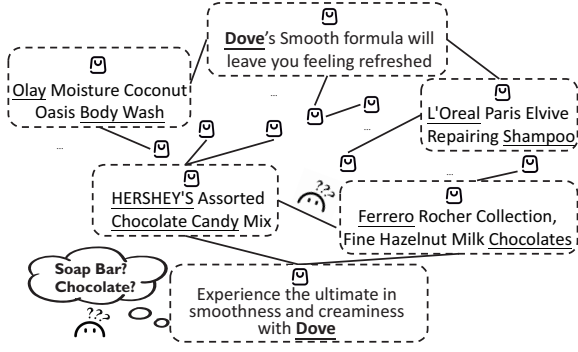 Dove's Smooth formula will
leave you feeling refreshed
Olay Moisture Coconut
Oasis Body Wash
...
L'Oreal Paris Elvive
Repairing Shampoo
...
...
...
HERSHEY'S Assorted
Chocolate Candy Mix
???
Ferrero Rocher Collection,
Fine Hazelnut Milk Chocolates
Soap Bar?
Chocolate?
???
Experience the ultimate in
smoothness and creaminess
with Dove